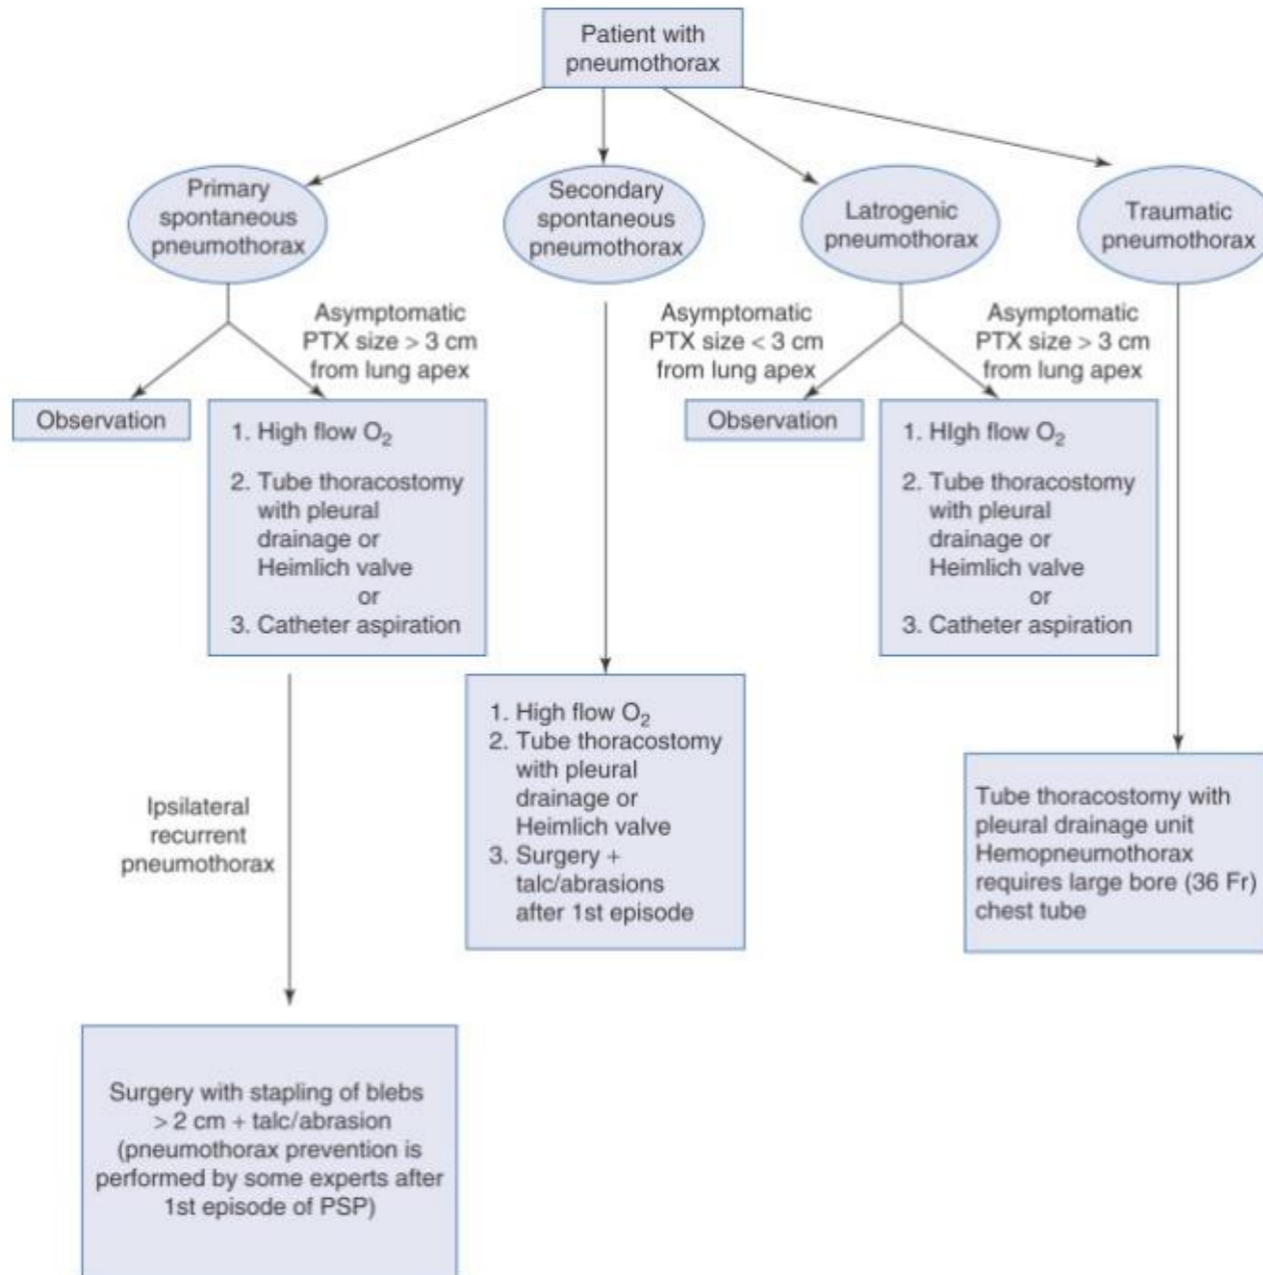 Patient with
pneumothorax
Primary
spontaneous
pneumothorax
Secondary
spontaneous
pneumothorax
Latrogenic
pneumothorax
Traumatic
pneumothorax
Asymptomatic
PTX size > 3 cm
from lung apex
Asymptomatic
PTX size < 3 cm
from lung apex
Asymptomatic
PTX size > 3 cm
from lung apex
Observation
1. High flow O₂
2. Tube thoracostomy
with pleural
drainage or
Heimlich valve
or
3. Catheter aspiration
Observation
1. HIgh flow O₂
2. Tube thoracostomy
with pleural
drainage or
Heimlich valve
or
3. Catheter aspiration
1. High flow O₂
2. Tube thoracostomy
with pleural
drainage or
Heimlich valve
3. Surgery +
talc/abrasions
after 1st episode
Tube thoracostomy with
pleural drainage unit
Hemopneumothorax
requires large bore (36 Fr)
chest tube
Ipsilateral
recurrent
pneumothorax
Surgery with stapling of blebs
> 2 cm + talc/abrasion
(pneumothorax prevention is
performed by some experts after
1st episode of PSP)